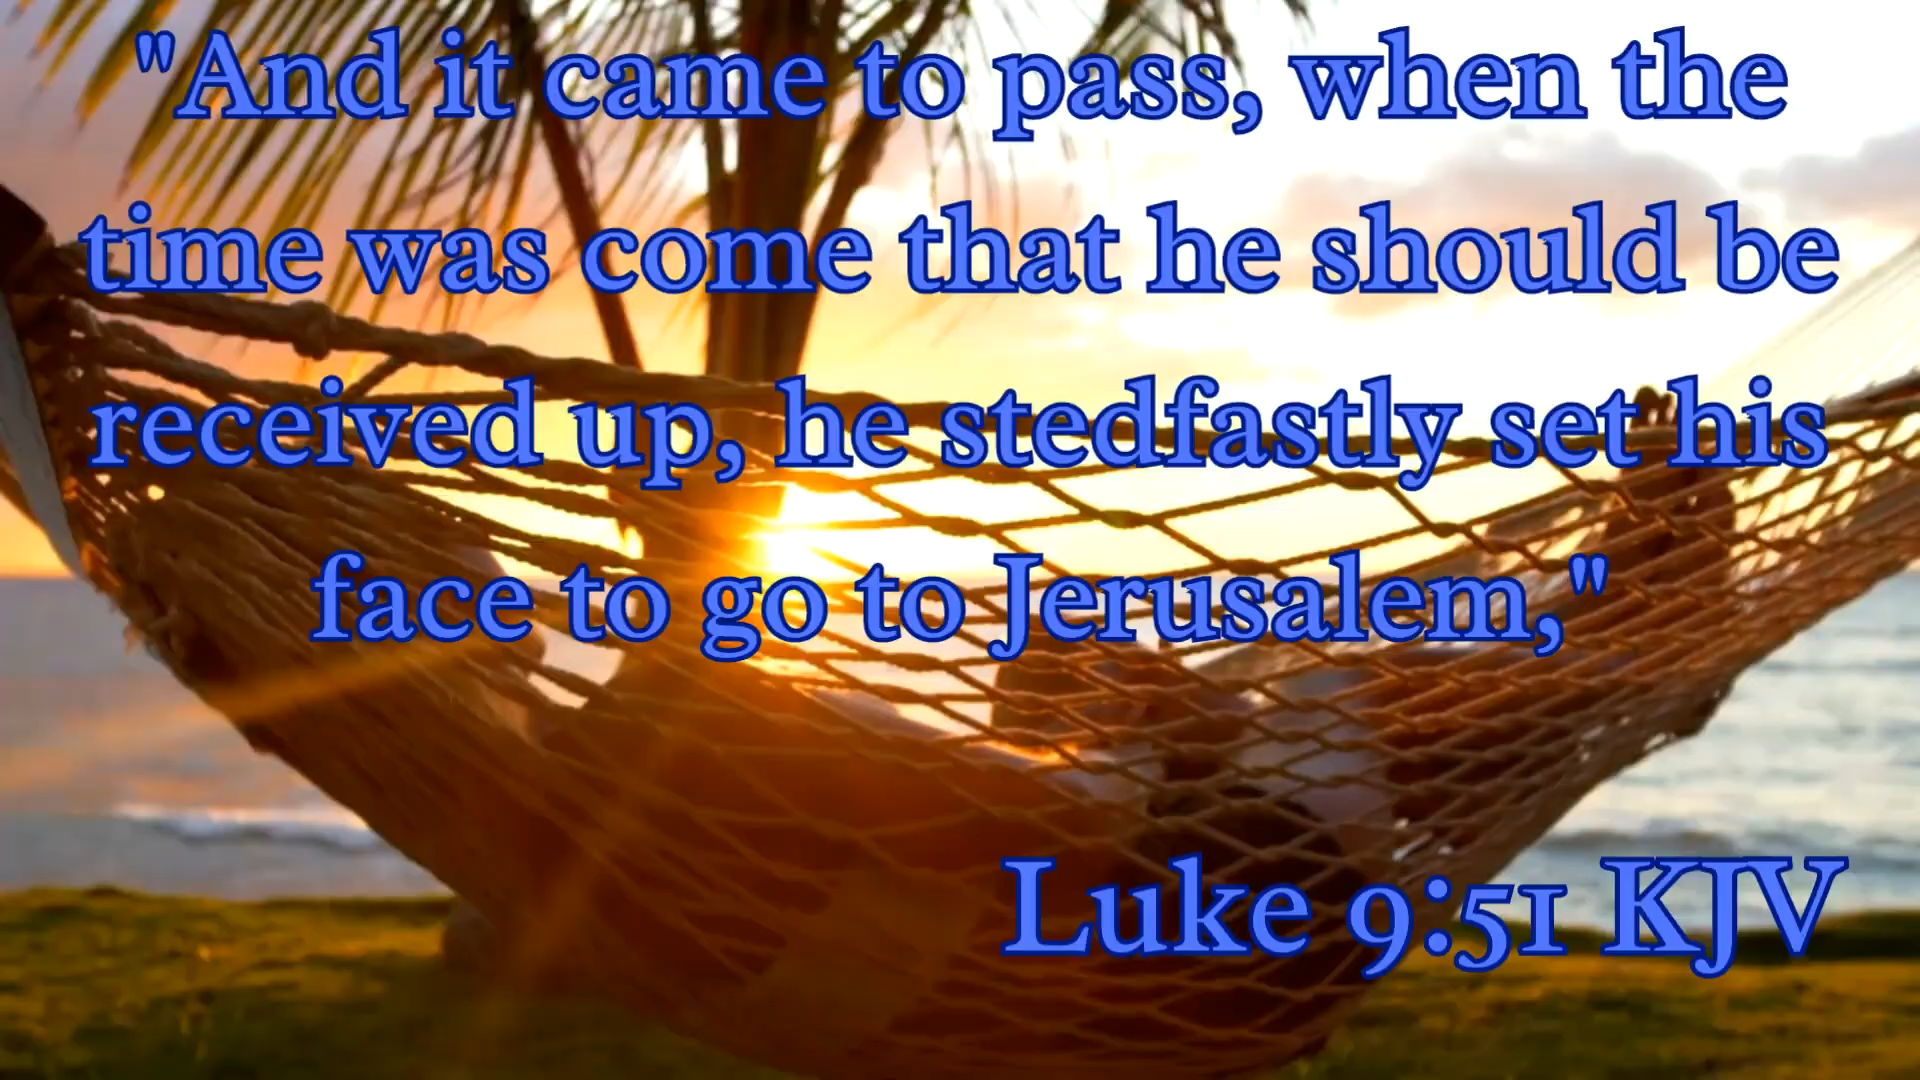 "And it came to pass, when the
time was come that he should be
received up, he stedfastly set his
face to go to Jerusalem,"
Luke 9:51 KJV